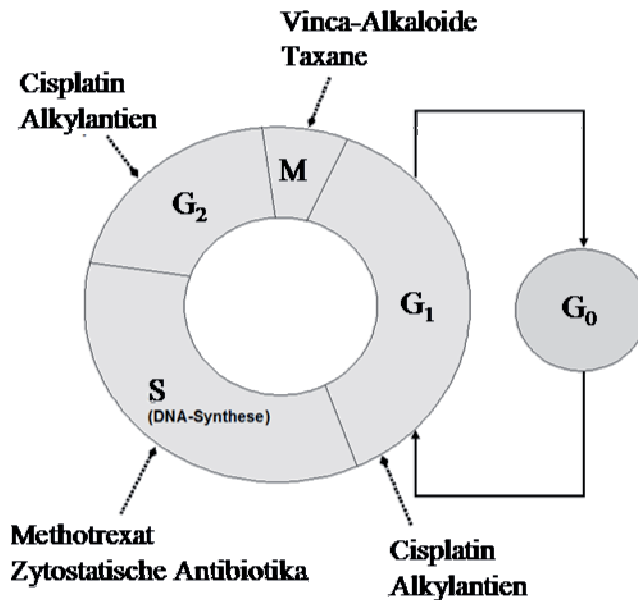 Vinca-Alkaloide
Taxane
Cisplatin
Alkylantien
M
G₂
G₁
G₀
S
(DNA-Synthese)
Methotrexat
Zytostatische Antibiotika
Cisplatin
Alkylantien